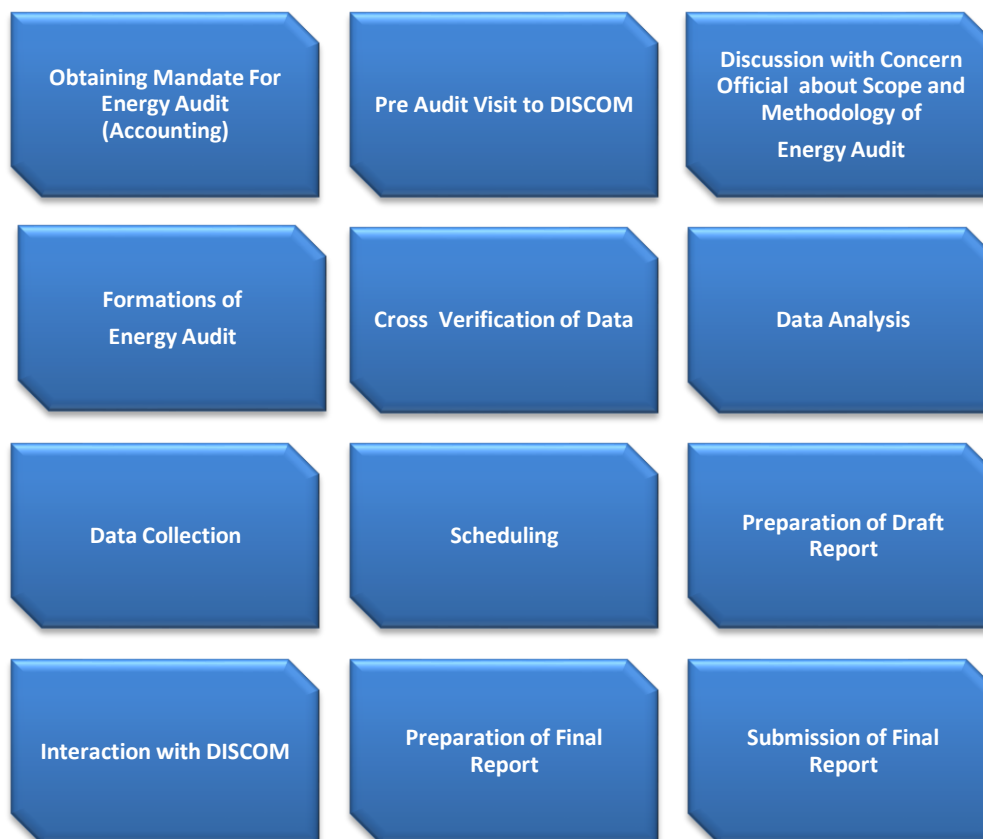 Obtaining Mandate For
Energy Audit
(Accounting)
Pre Audit Visit to DISCOM
Discussion with Concern
Official about Scope and
Methodology of
Energy Audit
Formations of
Energy Audit
Cross Verification of Data
Data Analysis
Data Collection
Scheduling
Preparation of Draft
Report
Interaction with DISCOM
Preparation of Final
Report
Submission of Final
Report